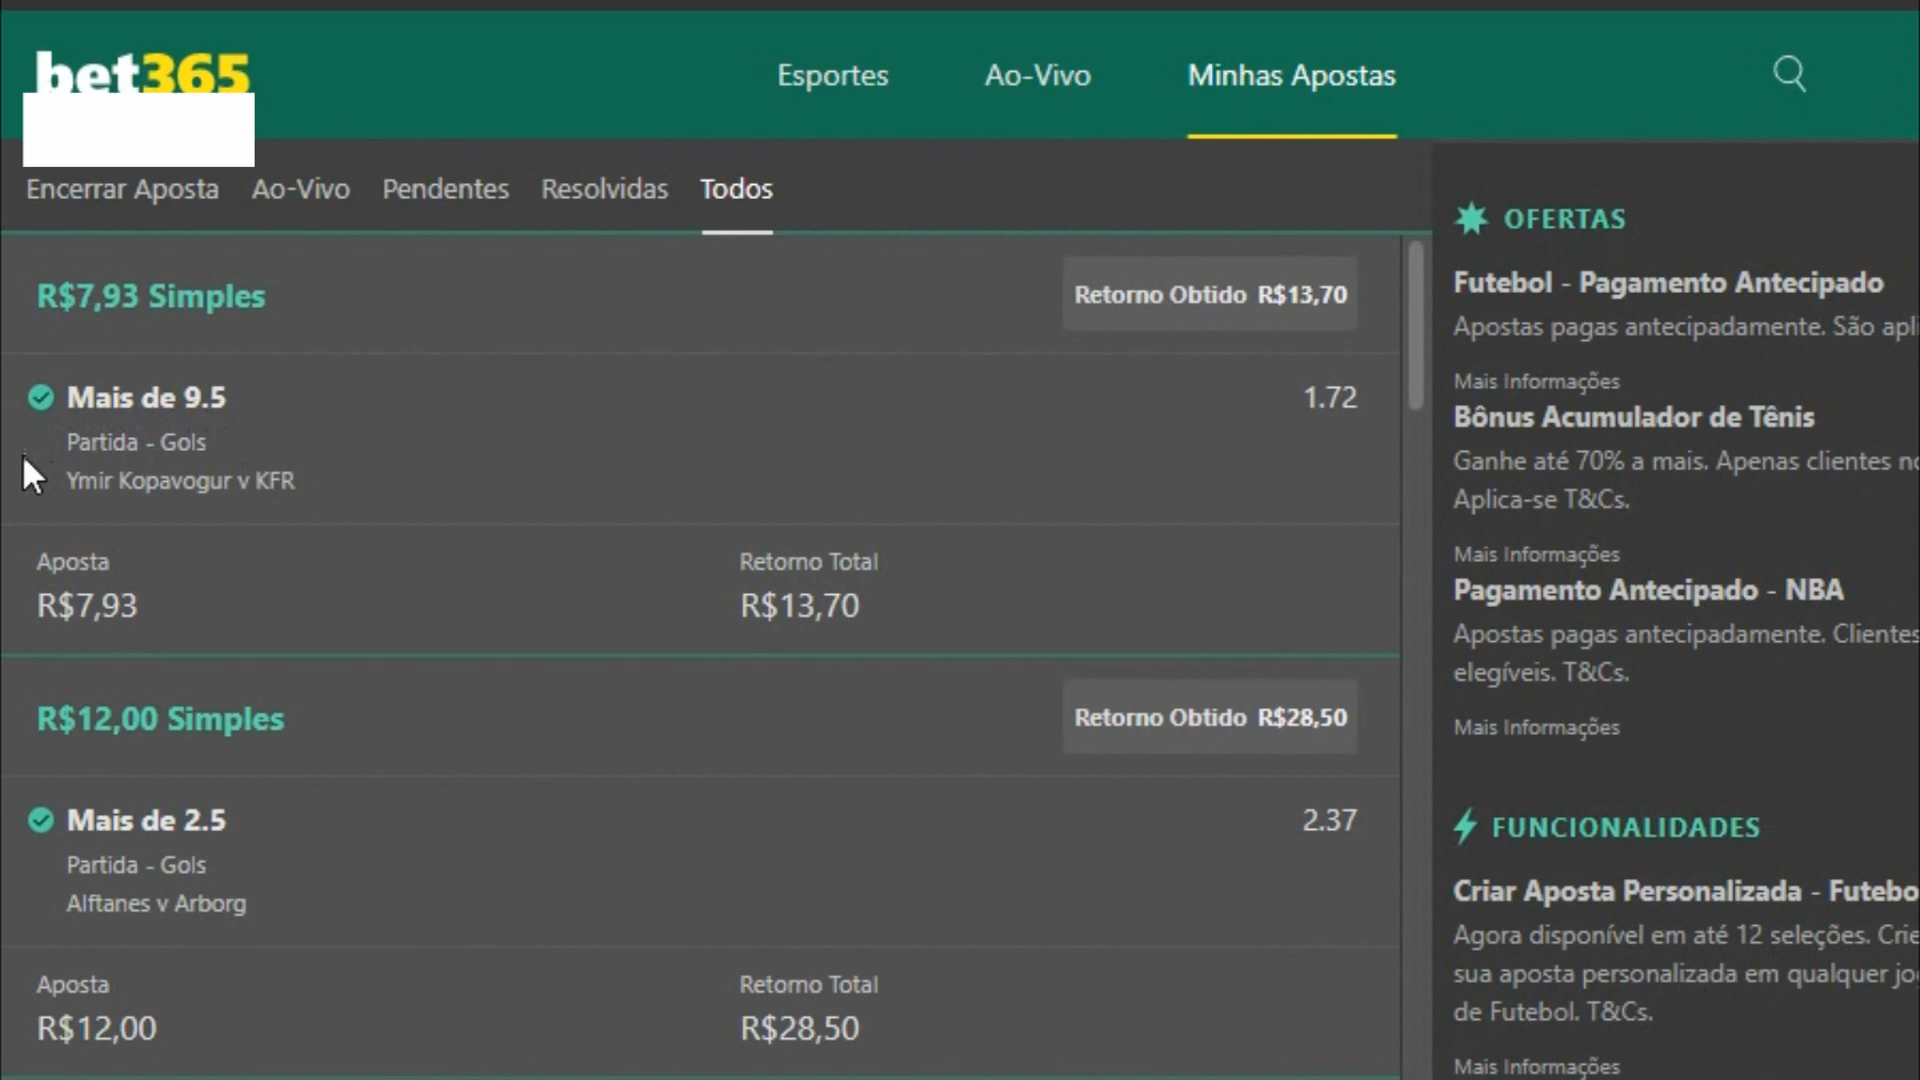 bet365
Esportes
Ao-Vivo
Minhas Apostas
Encerrar Aposta
Ao-Vivo
Pendentes
Resolvidas
Todos
R$7,93 Simples
Retorno Obtido R$13,70
Mais de 9.5
1.72
Partida - Gols
Ymir Kopavogur v KFR
Aposta
Retorno Total
R$7,93
R$13,70
R$12,00 Simples
Retorno Obtido R$28,50
Mais de 2.5
2.37
Partida - Gols
Alftanes v Arborg
Aposta
Retorno Total
R$12,00
R$28,50
OFERTAS
Futebol - Pagamento Antecipado
Apostas pagas antecipadamente. São apli
Mais Informações
Bônus Acumulador de Tênis
Ganhe até 70% a mais. Apenas clientes no
Aplica-se T&Cs.
Mais Informações
Pagamento Antecipado - NBA
Apostas pagas antecipadamente. Clientes
elegíveis. T&Cs.
Mais Informações
FUNCIONALIDADES
Criar Aposta Personalizada - Futebo
Agora disponível em até 12 seleções. Crie
sua aposta personalizada em qualquer jo
de Futebol. T&Cs.
Mais Informações